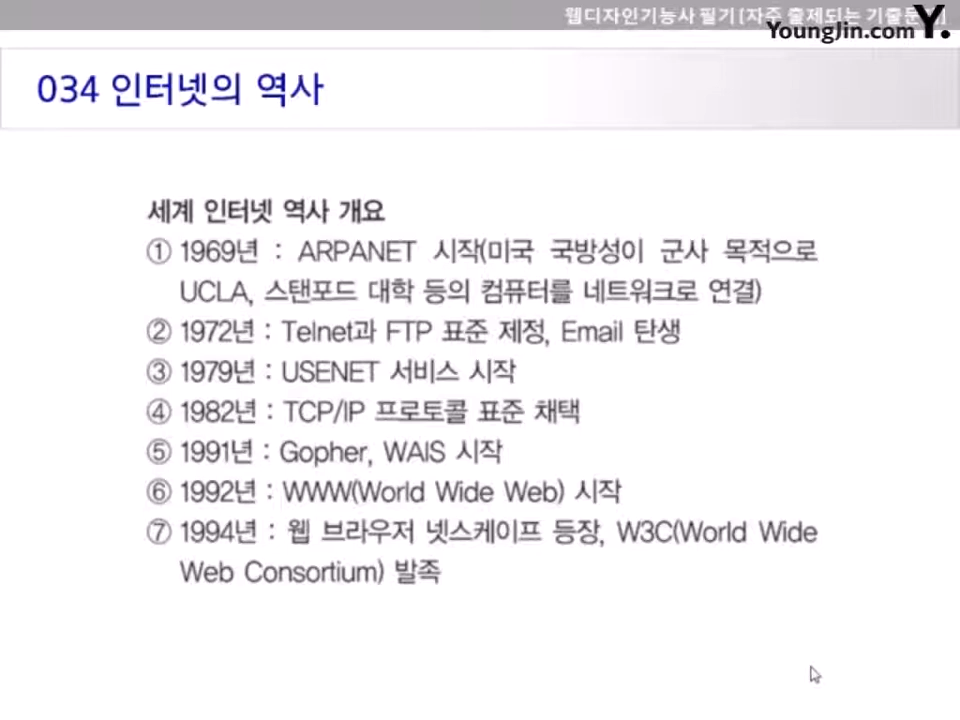 웹디자인기능사 필기 [자주 출제되는 기출문제]
YoungJin.com Y.
034 인터넷의 역사
세계 인터넷 역사 개요
① 1969년 : ARPANET 시작(미국 국방성이 군사 목적으로
UCLA, 스탠포드 대학 등의 컴퓨터를 네트워크로 연결)
② 1972년 : Telnet과 FTP 표준 제정, Email 탄생
③ 1979년 : USENET 서비스 시작
④ 1982년 : TCP/IP 프로토콜 표준 채택
⑤ 1991년 : Gopher, WAIS 시작
⑥ 1992년 : WWW(World Wide Web) 시작
⑦ 1994년 : 웹 브라우저 넷스케이프 등장, W3C(World Wide
Web Consortium) 발족